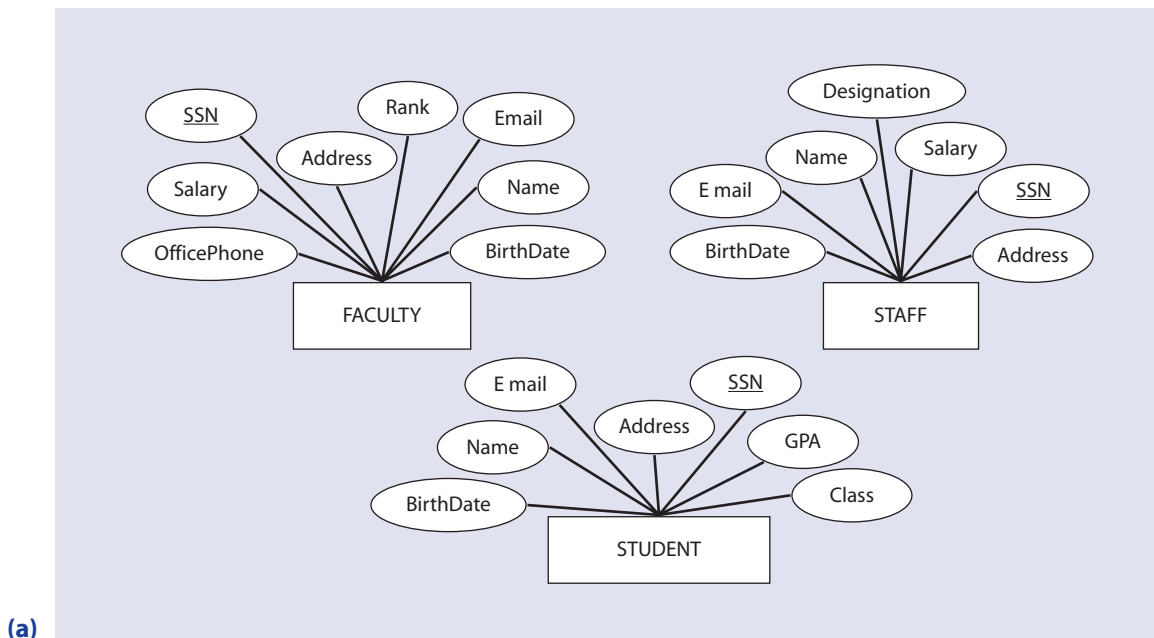 Designation
SSN
Rank
Email
Address
Name
Salary
Salary
Name
E mail
SSN
OfficePhone
BirthDate
BirthDate
Address
FACULTY
STAFF
E mail
SSN
Address
Name
GPA
BirthDate
Class
STUDENT
(a)